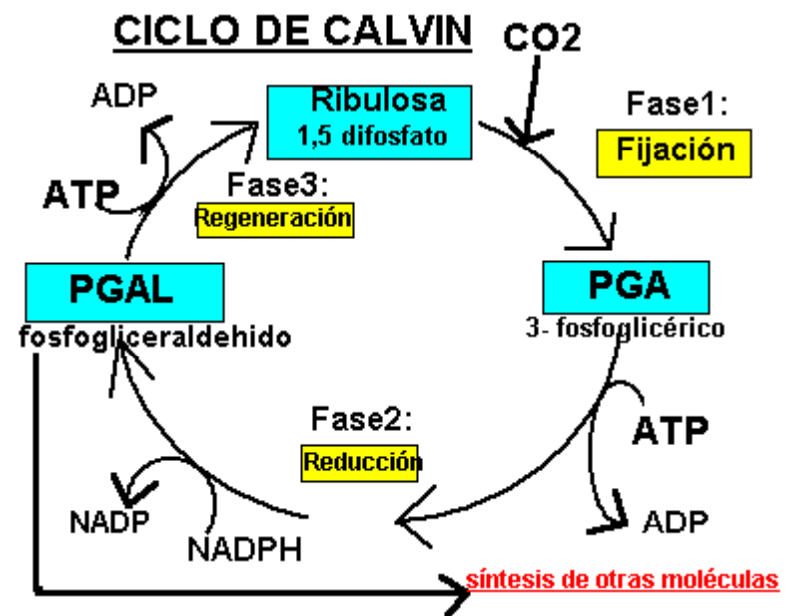 CICLO DE CALVIN
CO2
ADP
Ribulosa
1,5 difosfato
Fase1:
Fijación
ATP
Fase3:
Regeneración
PGAL
fosfogliceraldehido
PGA
3- fosfoglicérico
Fase2:
Reducción
ATP
NADP
NADPH
ADP
síntesis de otras moléculas